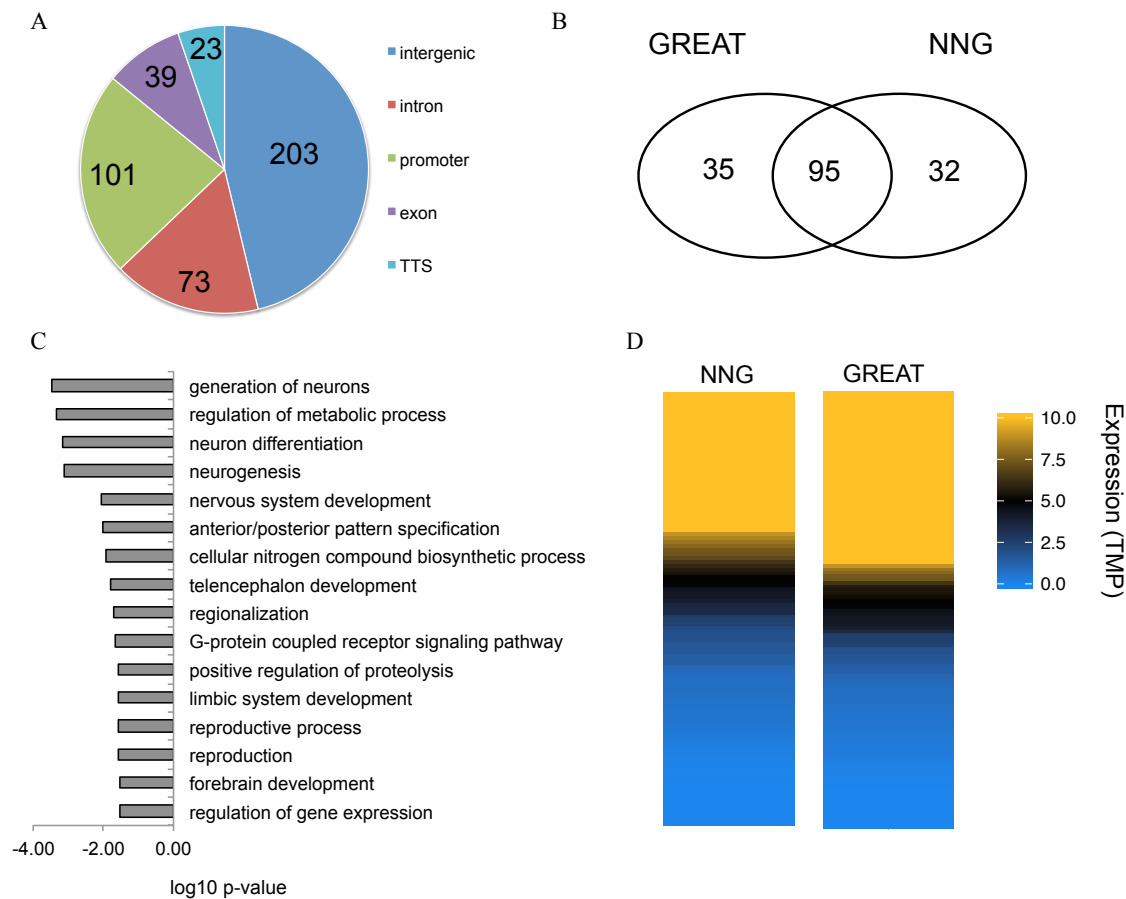 A
203
73
101
39
23
intergenic
intron
promoter
exon
TTS
B
GREAT
NNG
35
95
32
C
generation of neurons
regulation of metabolic process
neuron differentiation
neurogenesis
nervous system development
anterior/posterior pattern specification
cellular nitrogen compound biosynthetic process
telencephalon development
regionalization
G-protein coupled receptor signaling pathway
positive regulation of proteolysis
limbic system development
reproductive process
reproduction
forebrain development
regulation of gene expression
-4.00 -2.00 0.00
log10 p-value
D
NNG
GREAT
10.0
7.5
5.0
2.5
0.0
Expression (TMP)